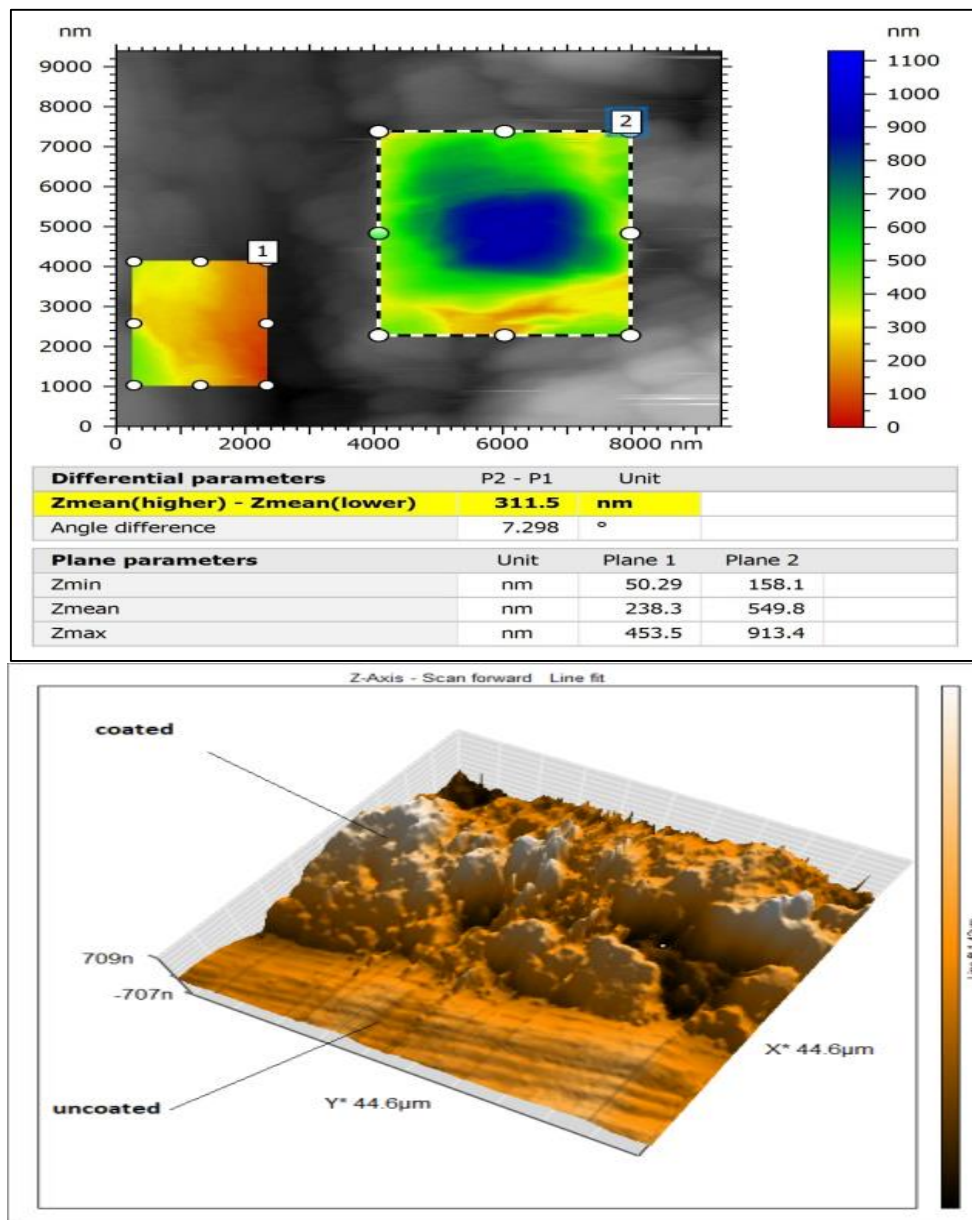 nm
nm
9000
8000
7000
6000
5000
4000
3000
2000
1000
0
0
2000
4000
6000
8000 nm
1
2
1100
1000
900
800
700
600
500
400
300
200
100
0
Differential parameters P2 - P1 Unit
Zmean(higher) - Zmean(lower) 311.5 nm
Angle difference 7.298 °
Plane parameters Unit Plane 1 Plane 2
Zmin nm 50.29 158.1
Zmean nm 238.3 549.8
Zmax nm 453.5 913.4
Z-Axis - Scan forward Line fit
coated
709n
-707n
X* 44.6µm
uncoated
Y* 44.6µm